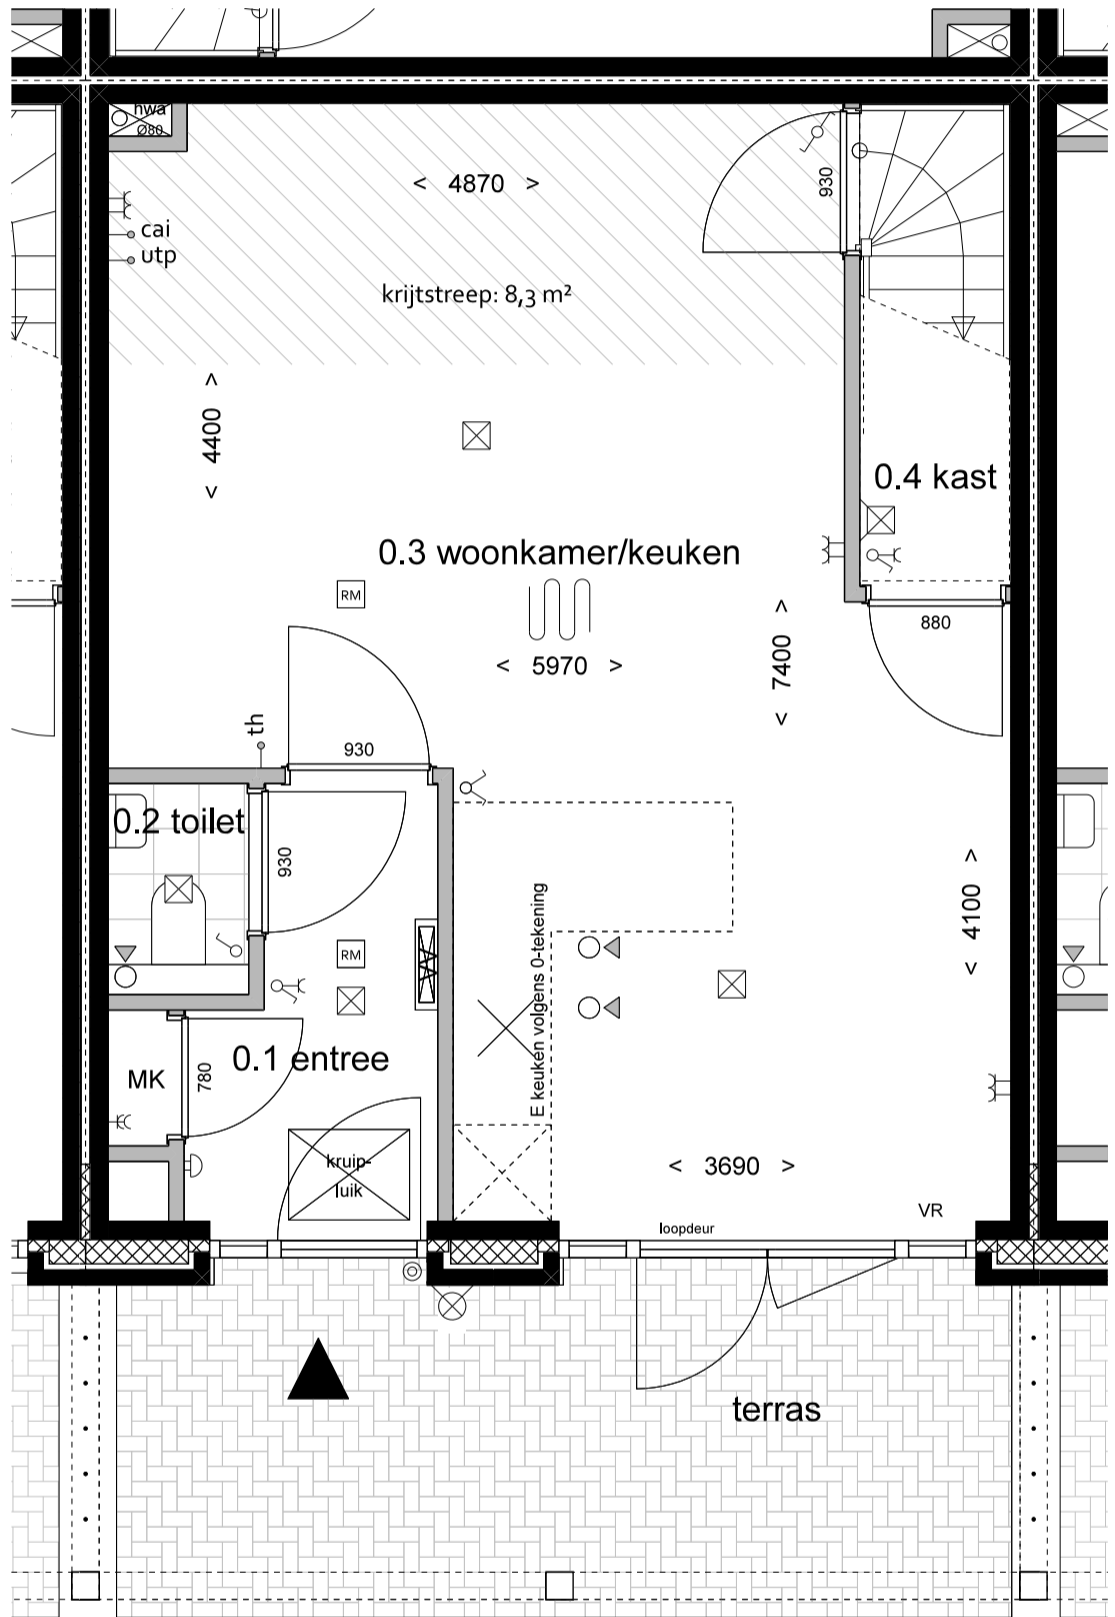 hwa
Ø80
< 4870 >
930
cai
utp
krijtstreep: 8,3 m²
< 4400 >
0.4 kast
0.3 woonkamer/keuken
RM
880
< 5970 >
< 7400 >
th
930
0.2 toilet
930
E keuken volgens 0-tekening
< 4100 >
RM
0.1 entree
MK
780
kruip-
luik
< 3690 >
VR
loopdeur
terras